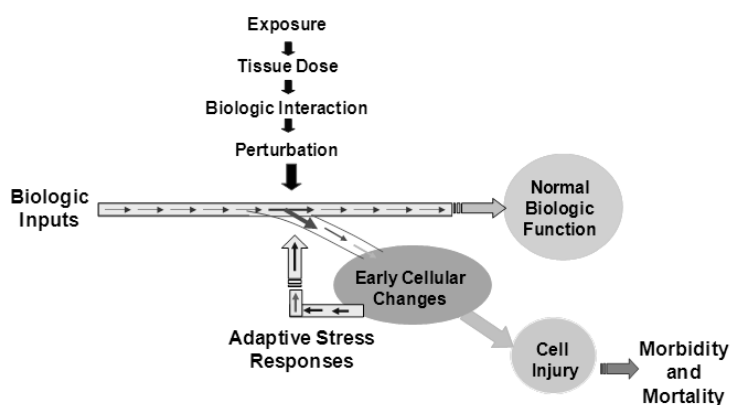 Exposure
Tissue Dose
Biologic Interaction
Perturbation
Biologic
Inputs
Normal
Biologic
Function
Early Cellular
Changes
Adaptive Stress
Responses
Cell
Injury
Morbidity
and
Mortality